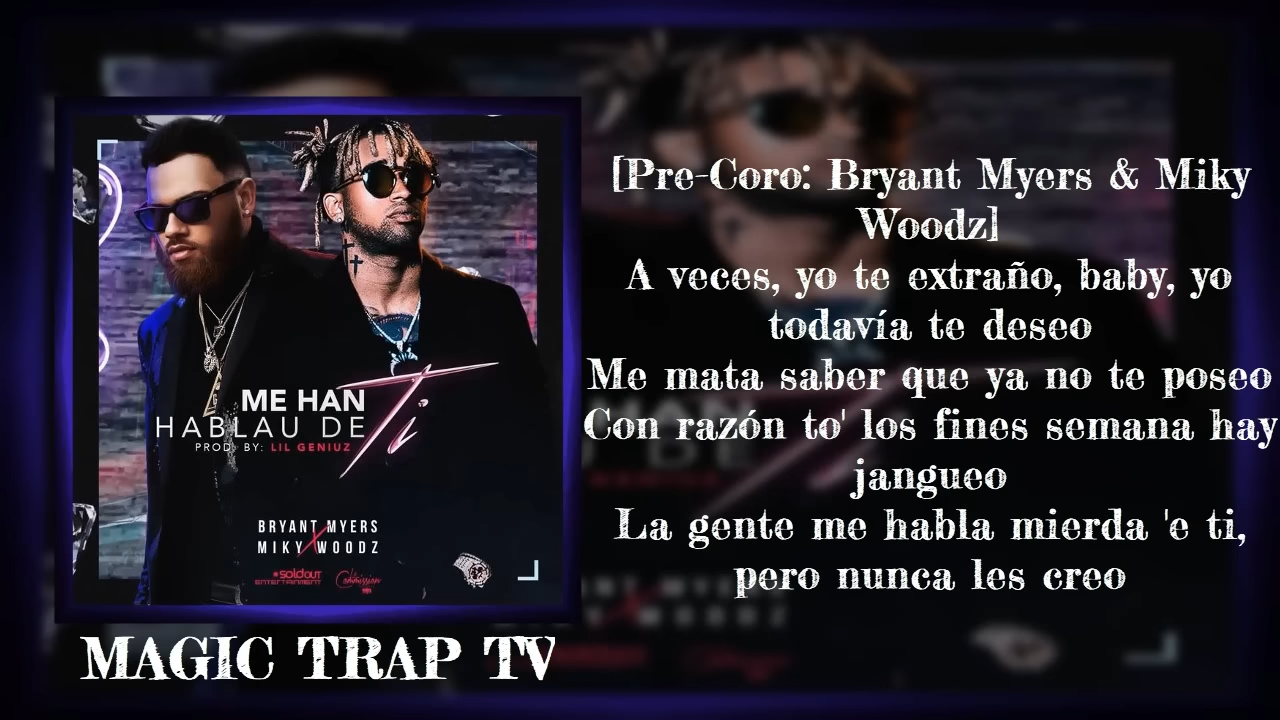 ME HAN
HABLAU DE Ti
PROD. BY: LIL GENIUZ
BRYANT MYERS
X
MIKY WOODZ
SOLDOUT
ENTERTAINMENT
MAGIC TRAP TV
[Pre-Coro: Bryant Myers & Miky
Woodz]
A veces, yo te extraño, baby, yo
todavía te deseo
Me mata saber que ya no te poseo
Con razón to' los fines semana hay
jangueo
La gente me habla mierda 'e ti,
pero nunca les creo